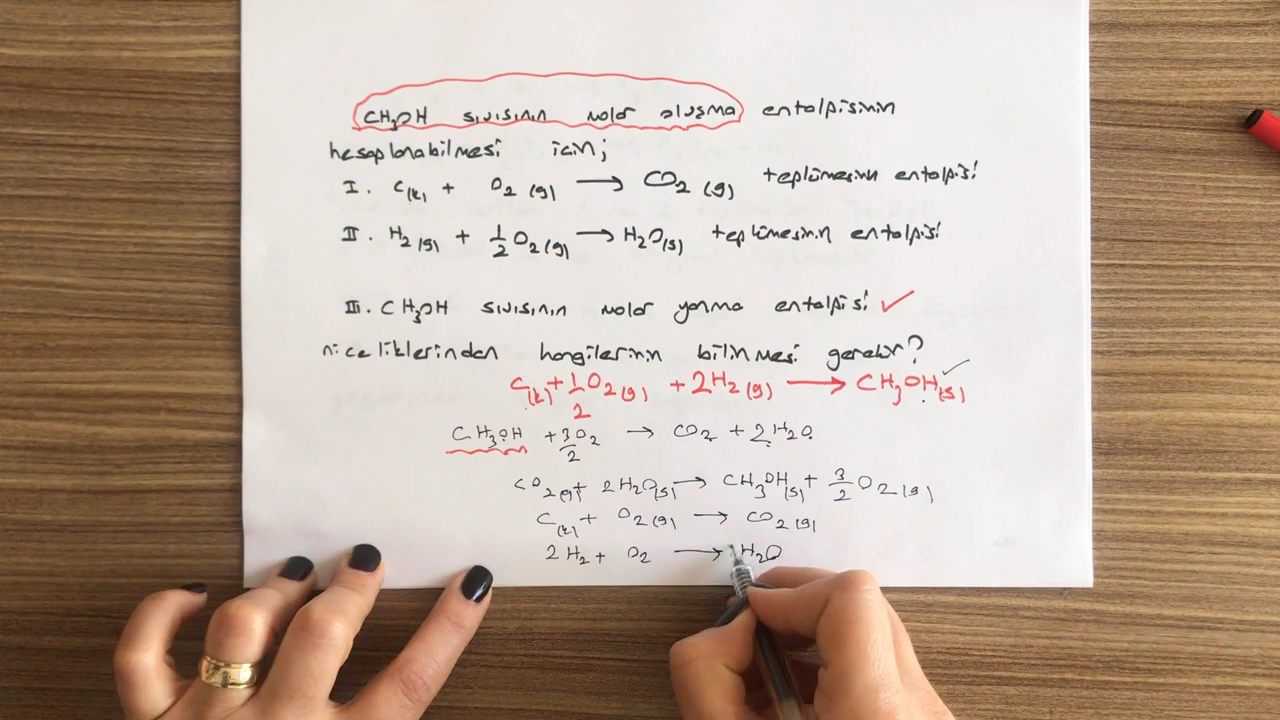 CH₃OH sıvısının molar oluşma entalpisinin
hesaplanabilmesi için;
I. C(k) + O₂(g) → CO₂(g) tepkimesinin entalpisi
II. H₂(g) + 1/2 O₂(g) → H₂O(s) tepkimesinin entalpisi
III. CH₃OH sıvısının molar yanma entalpisi ✓
niceliklerinden hangilerinin bilinmesi gerekir? ✓
C(k) + 1/2 O₂(g) + 2H₂(g) → CH₃OH(s)
CH₃OH + 3/2 O₂ → CO₂ + 2H₂O
CO₂(g) + 2H₂O(s) → CH₃OH(s) + 3/2 O₂(g)
C(k) + O₂(g) → CO₂(g)
2H₂ + O₂ → H₂O